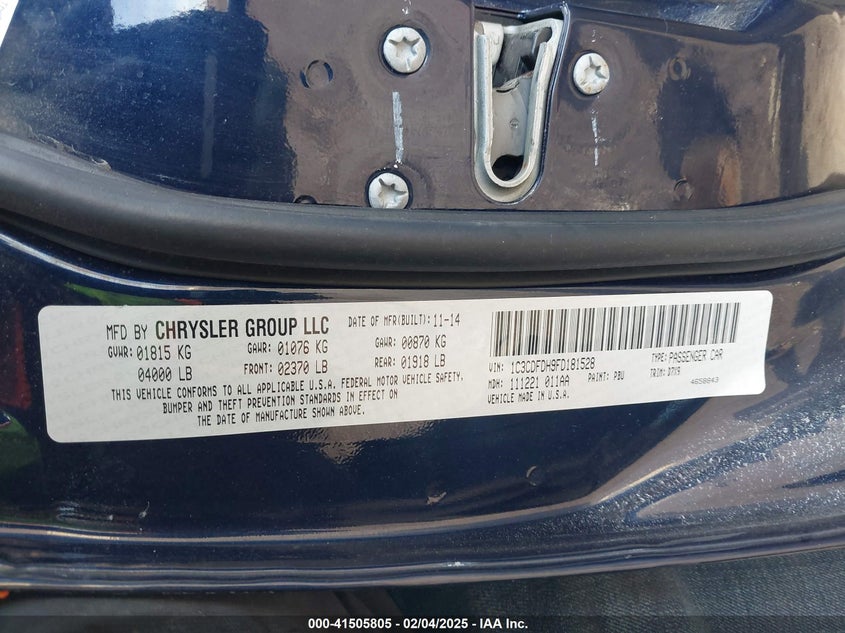 MFD BY CHRYSLER GROUP LLC DATE OF MFR(BUILT): 11-14
GVWR: 01815 KG GAWR: 01076 KG GAWR: 00870 KG
04000 LB FRONT: 02370 LB REAR: 01918 LB
THIS VEHICLE CONFORMS TO ALL APPLICABLE U.S.A. FEDERAL MOTOR VEHICLE SAFETY,
BUMPER AND THEFT PREVENTION STANDARDS IN EFFECT ON
THE DATE OF MANUFACTURE SHOWN ABOVE.
VIN: 1C3CDFDH9FD181528 TYPE: PASSENGER CAR
MDH: 111221 011AA PAINT: PBU TRIM: D7X9
VEHICLE MADE IN U.S.A. 4658843
000-41505805 - 02/04/2025 - IAA Inc.